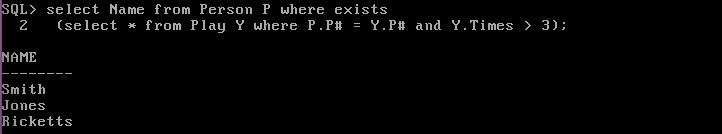 SQL> select Name from Person P where exists
  2   (select * from Play Y where P.P# = Y.P# and Y.Times > 3);
NAME
--------
Smith
Jones
Ricketts